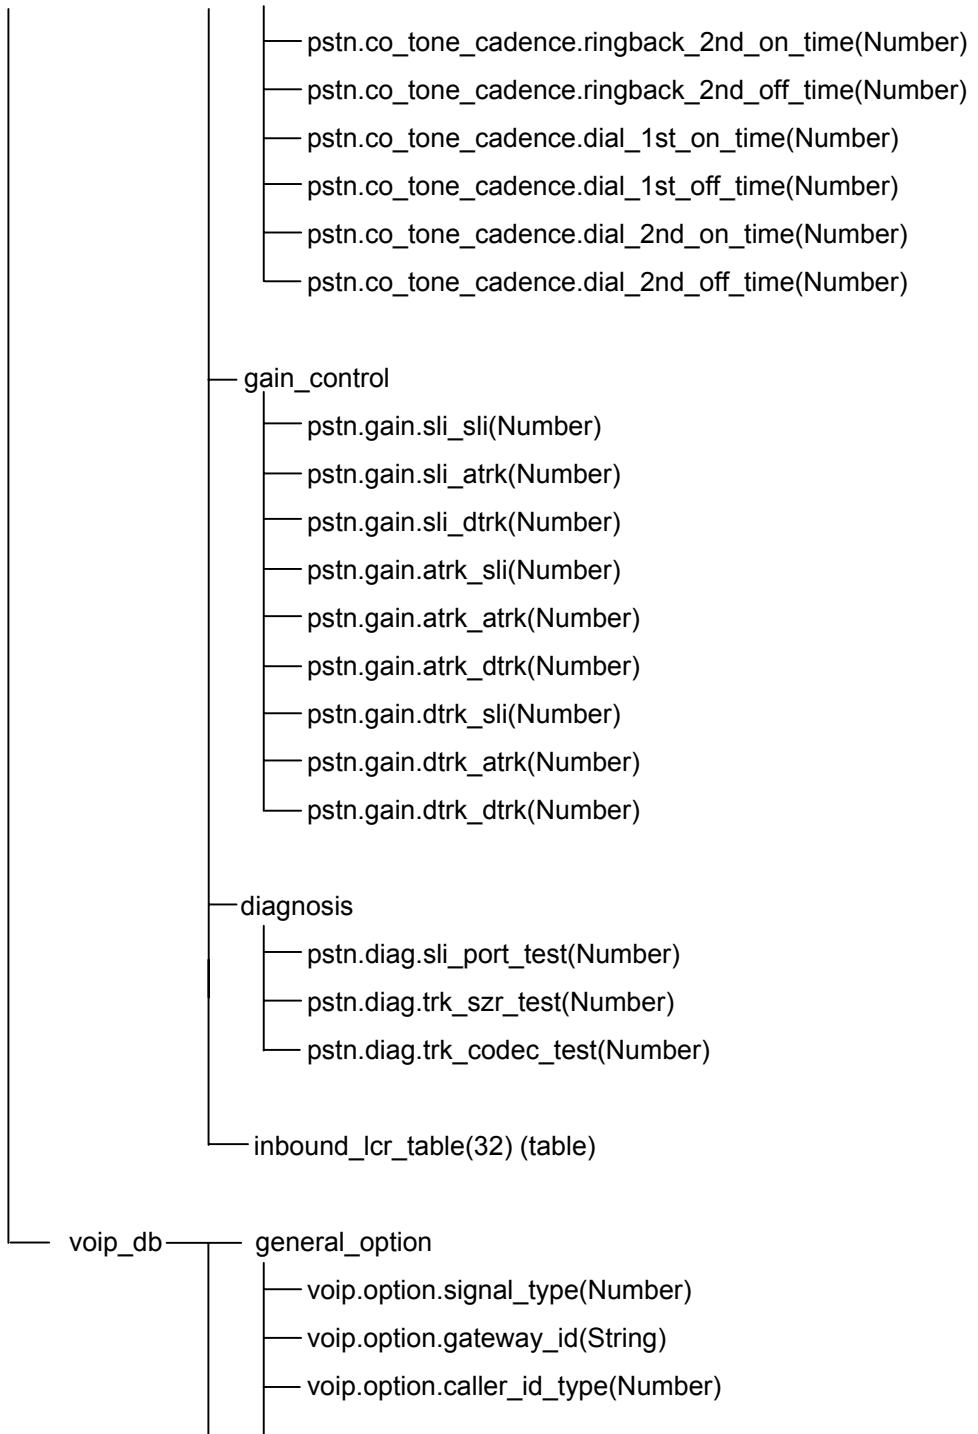 pstn.co_tone_cadence.ringback_2nd_on_time(Number)
pstn.co_tone_cadence.ringback_2nd_off_time(Number)
pstn.co_tone_cadence.dial_1st_on_time(Number)
pstn.co_tone_cadence.dial_1st_off_time(Number)
pstn.co_tone_cadence.dial_2nd_on_time(Number)
pstn.co_tone_cadence.dial_2nd_off_time(Number)
gain_control
pstn.gain.sli_sli(Number)
pstn.gain.sli_atrk(Number)
pstn.gain.sli_dtrk(Number)
pstn.gain.atrk_sli(Number)
pstn.gain.atrk_atrk(Number)
pstn.gain.atrk_dtrk(Number)
pstn.gain.dtrk_sli(Number)
pstn.gain.dtrk_atrk(Number)
pstn.gain.dtrk_dtrk(Number)
diagnosis
pstn.diag.sli_port_test(Number)
pstn.diag.trk_szr_test(Number)
pstn.diag.trk_codec_test(Number)
inbound_lcr_table(32) (table)
voip_db general_option
voip.option.signal_type(Number)
voip.option.gateway_id(String)
voip.option.caller_id_type(Number)